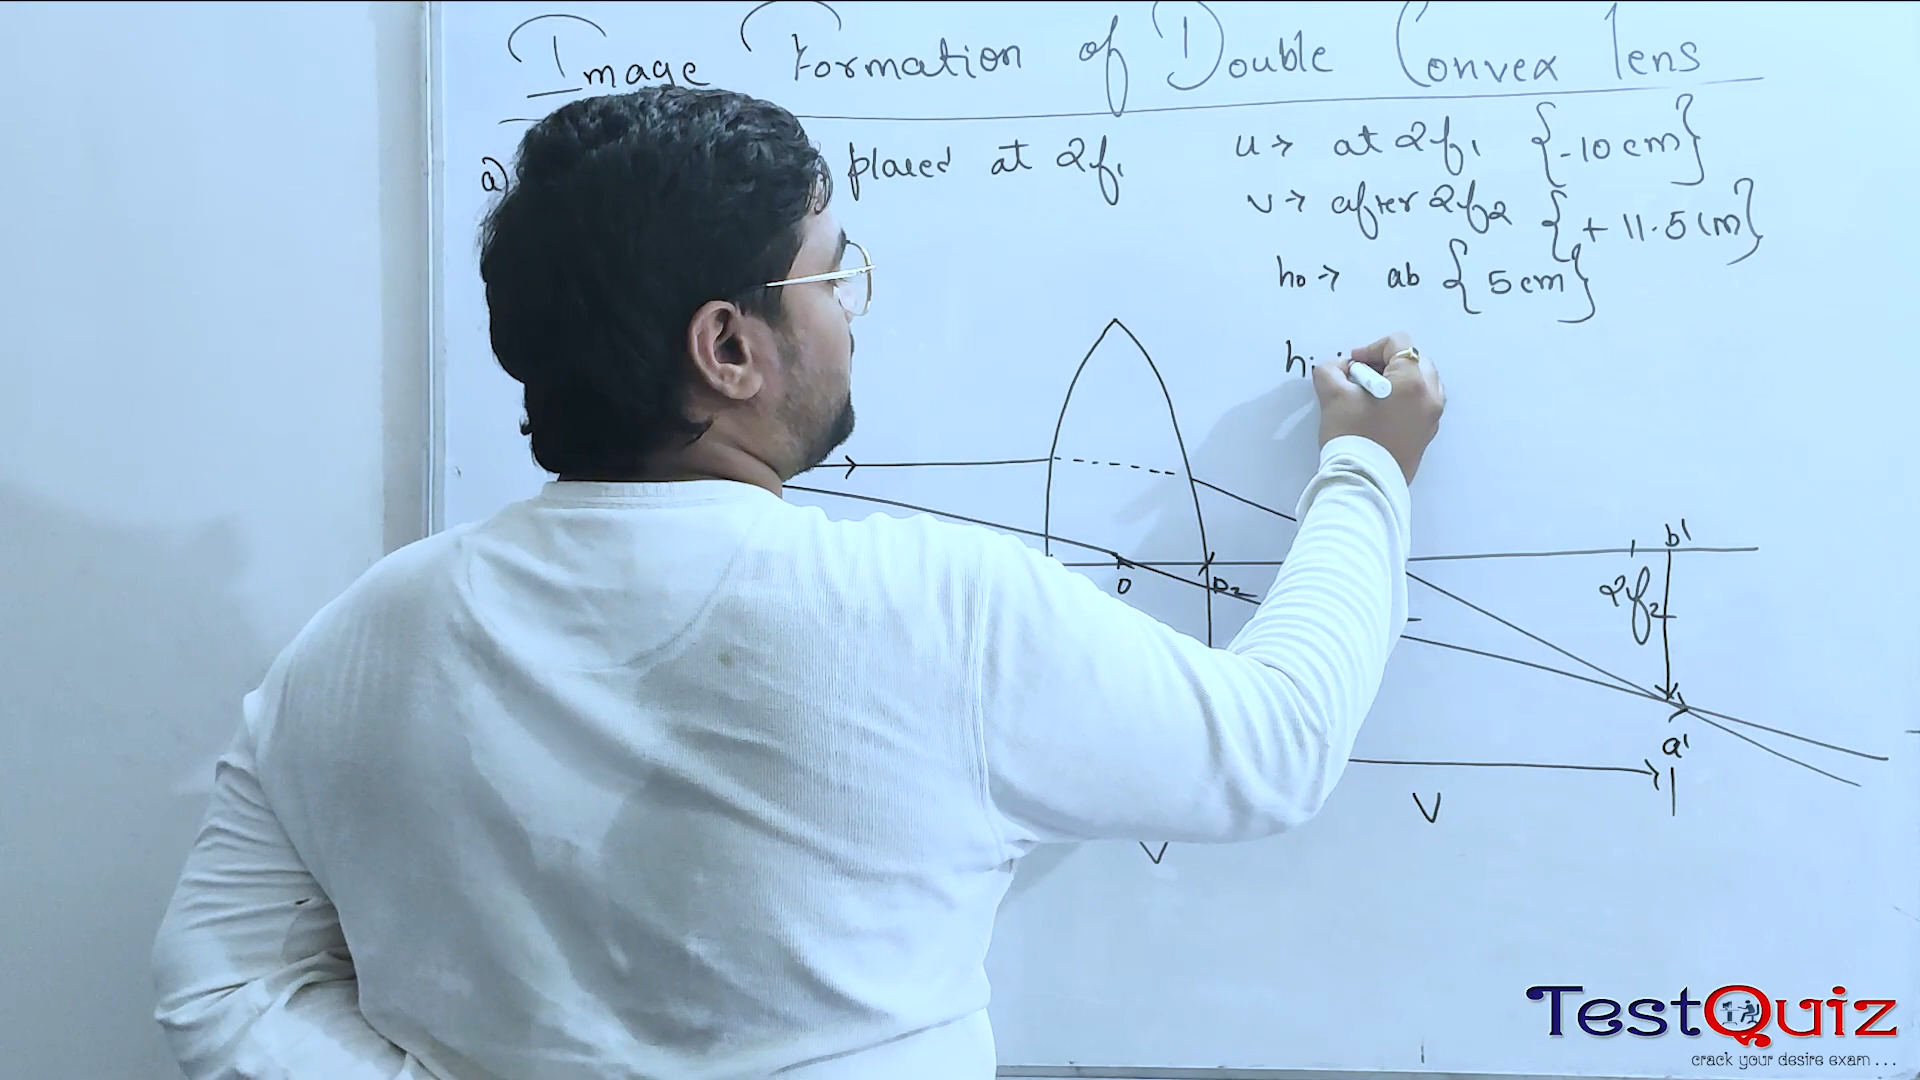 Image Formation of Double Convex lens
a) placed at 2f1
u → at 2f1 {-10 cm}
v → after 2f2 {+ 11.5 cm}
ho → ab {5 cm}
hi
O P2
b'
2f2
a'
V
TestQuiz
crack your desire exam ...